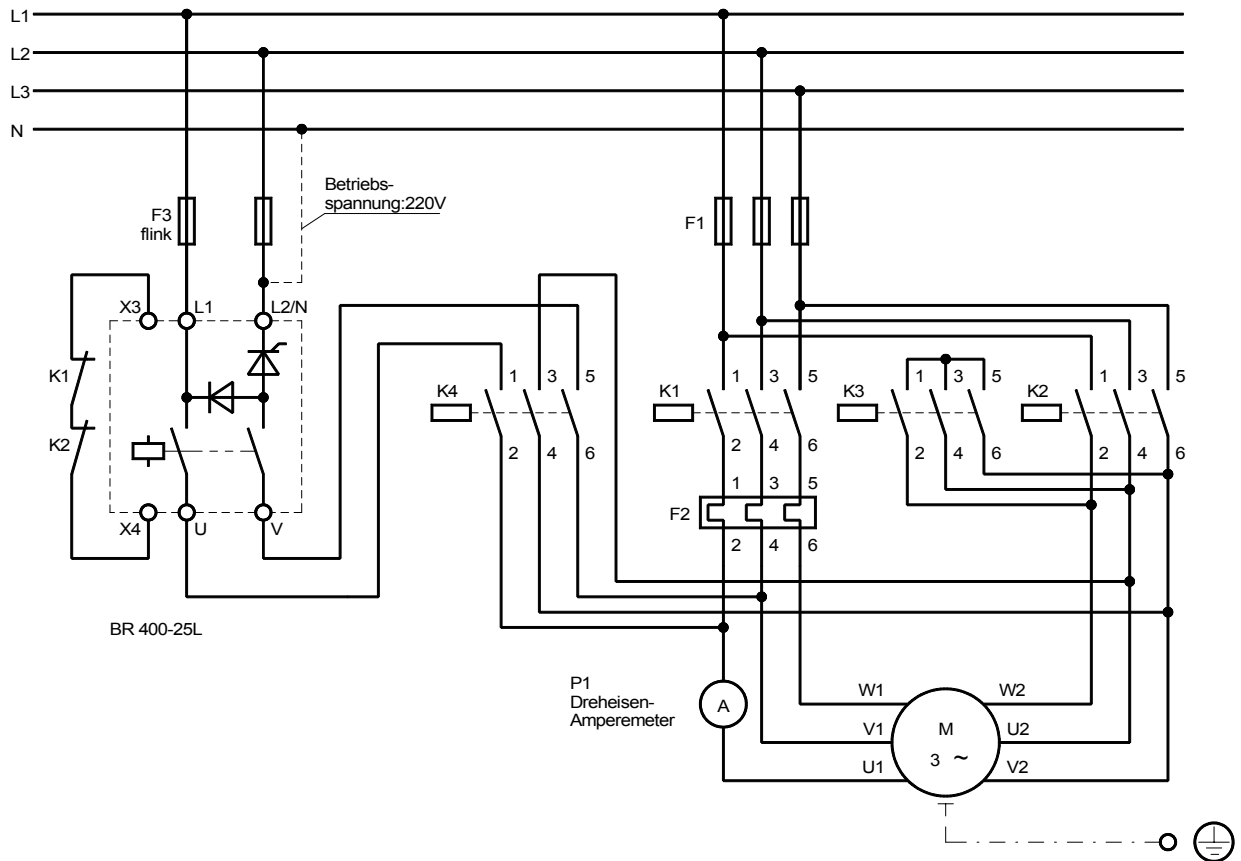 L1
L2
L3
N
Betriebs-
spannung:220V
F3
flink
F1
X3
L1
L2/N
K1
K2
X4
U
V
BR 400-25L
K4
1
3
5
2
4
6
K1
1
3
5
2
4
6
K3
1
3
5
2
4
6
K2
1
3
5
2
4
6
F2
1
3
5
2
4
6
P1
Dreheisen-
Amperemeter
A
W1
V1
U1
M
3 ~
W2
U2
V2